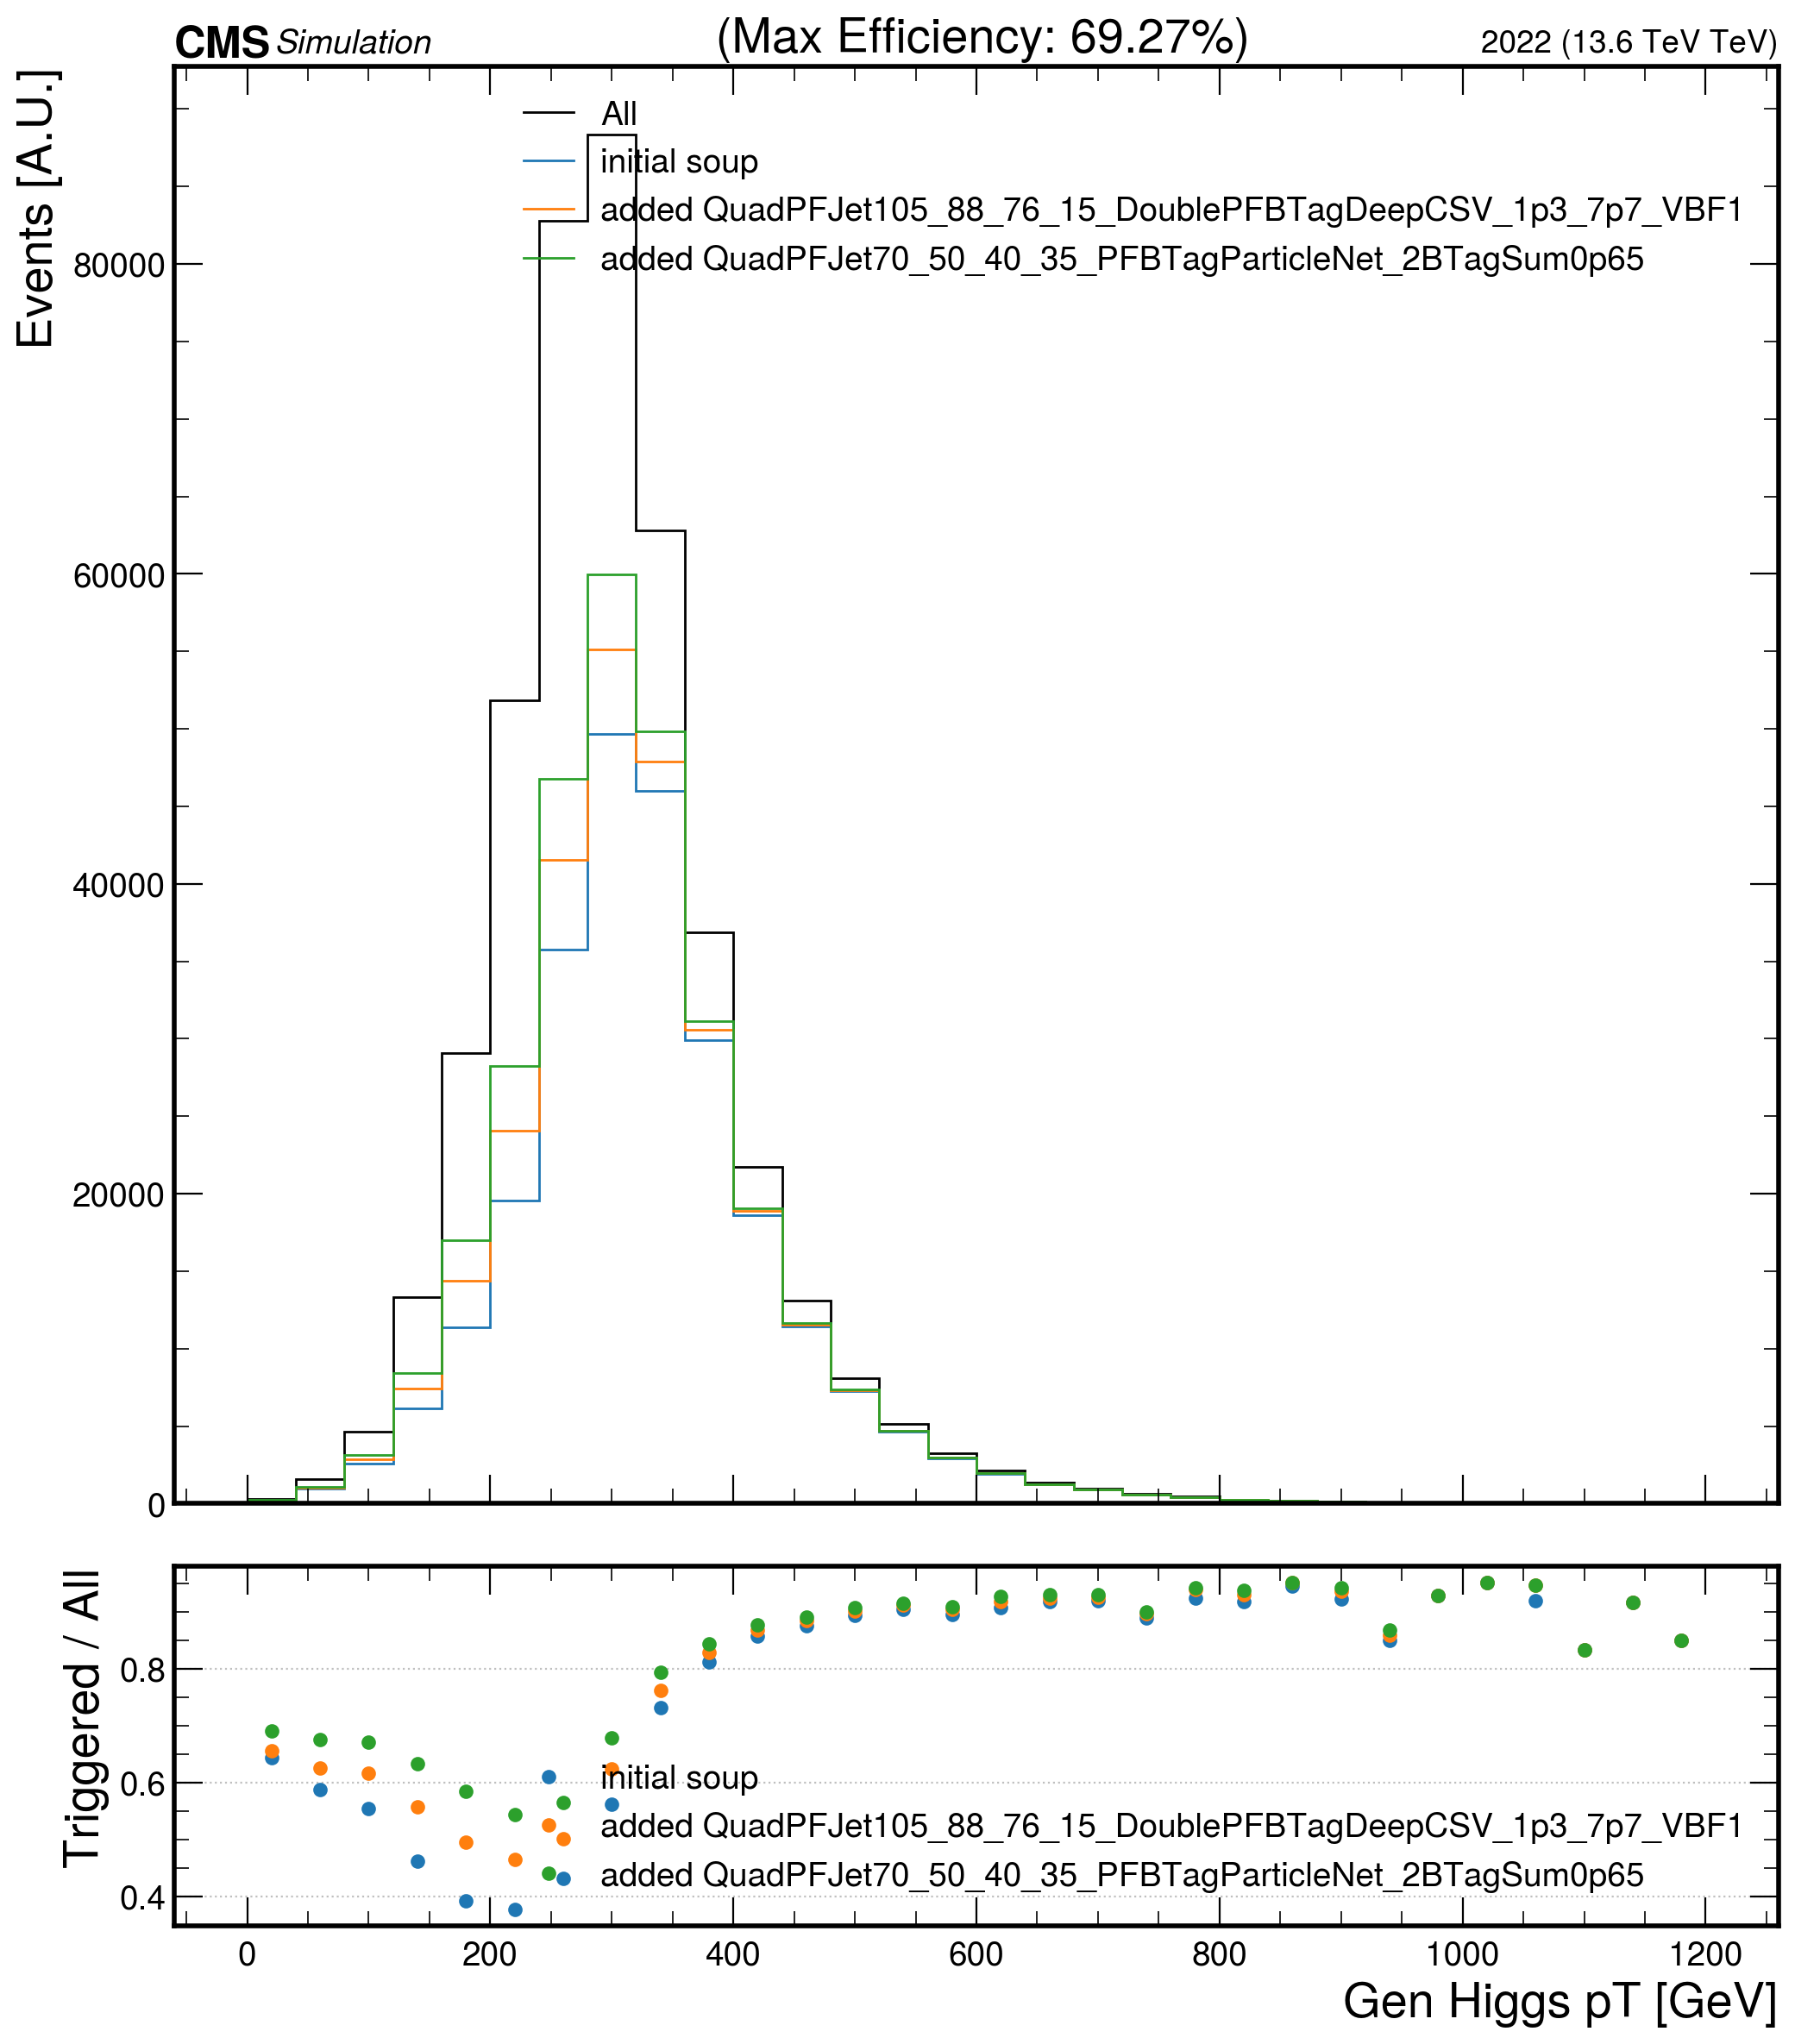 CMS Simulation (Max Efficiency: 69.27%) 2022 (13.6 TeV TeV)
Events [A.U.]
All
initial soup
added QuadPFJet105_88_76_15_DoublePFBTagDeepCSV_1p3_7p7_VBF1
added QuadPFJet70_50_40_35_PFBTagParticleNet_2BTagSum0p65
80000
60000
40000
20000
0
Triggered / All
0.8
0.6
0.4
initial soup
added QuadPFJet105_88_76_15_DoublePFBTagDeepCSV_1p3_7p7_VBF1
added QuadPFJet70_50_40_35_PFBTagParticleNet_2BTagSum0p65
0 200 400 600 800 1000 1200
Gen Higgs pT [GeV]